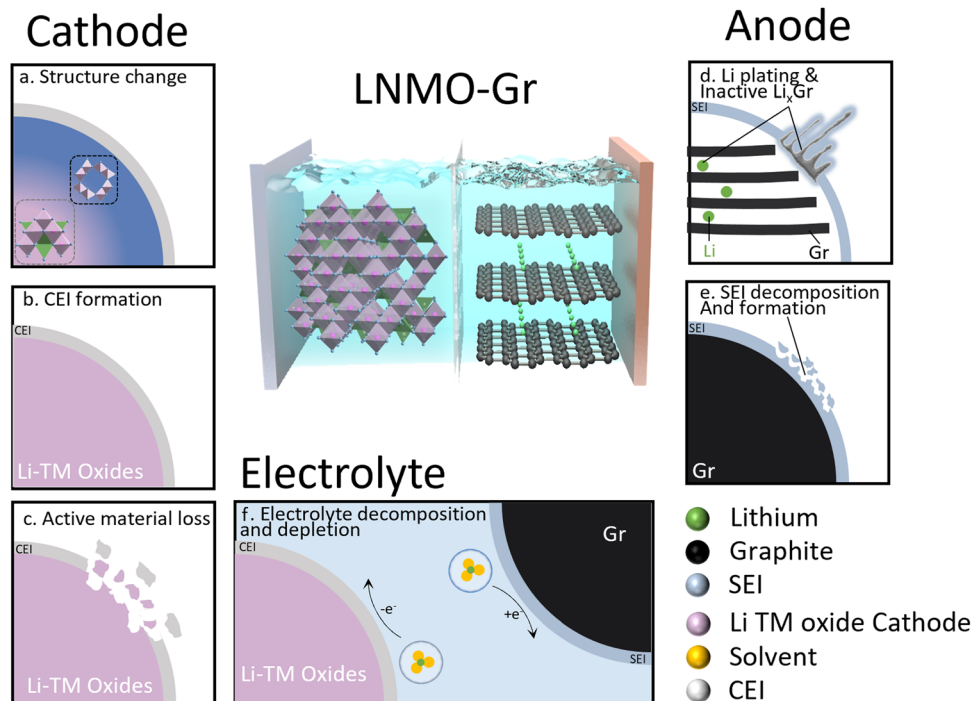 Cathode
a. Structure change
b. CEI formation
CEI
Li-TM Oxides
c. Active material loss
CEI
Li-TM Oxides
LNMO-Gr
Electrolyte
f. Electrolyte decomposition
and depletion
CEI
Li-TM Oxides
-e⁻
+e⁻
Gr
SEI
Anode
d. Li plating &
Inactive LiₓGr
SEI
Li
Gr
e. SEI decomposition
And formation
SEI
Gr
Lithium
Graphite
SEI
Li TM oxide Cathode
Solvent
CEI